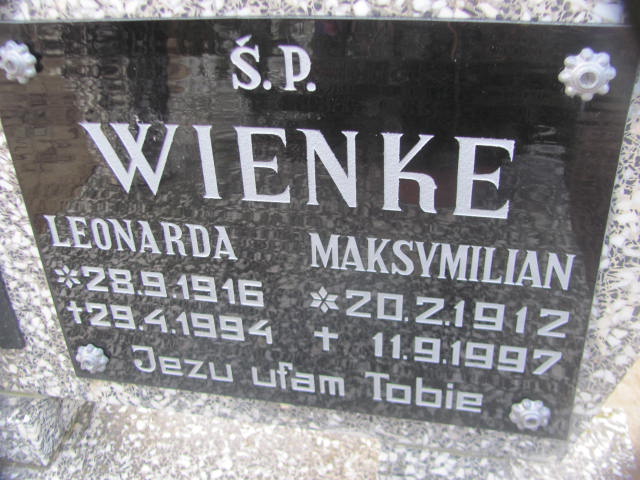 Ś.P.
WIENKE
LEONARDA MAKSYMILIAN
*28.9.1916 *20.2.1912
+29.4.1994 + 11.9.1997
Jezu ufam Tobie